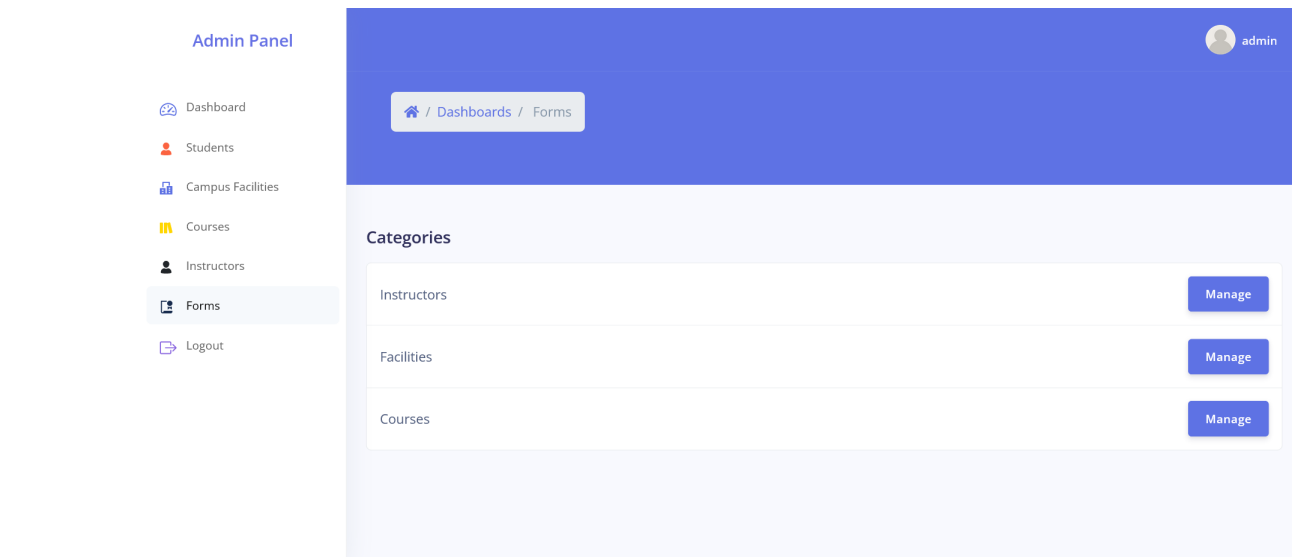 Admin Panel
admin
Dashboard
Students
Campus Facilities
Courses
Instructors
Forms
Logout
/ Dashboards / Forms
Categories
Instructors Manage
Facilities Manage
Courses Manage